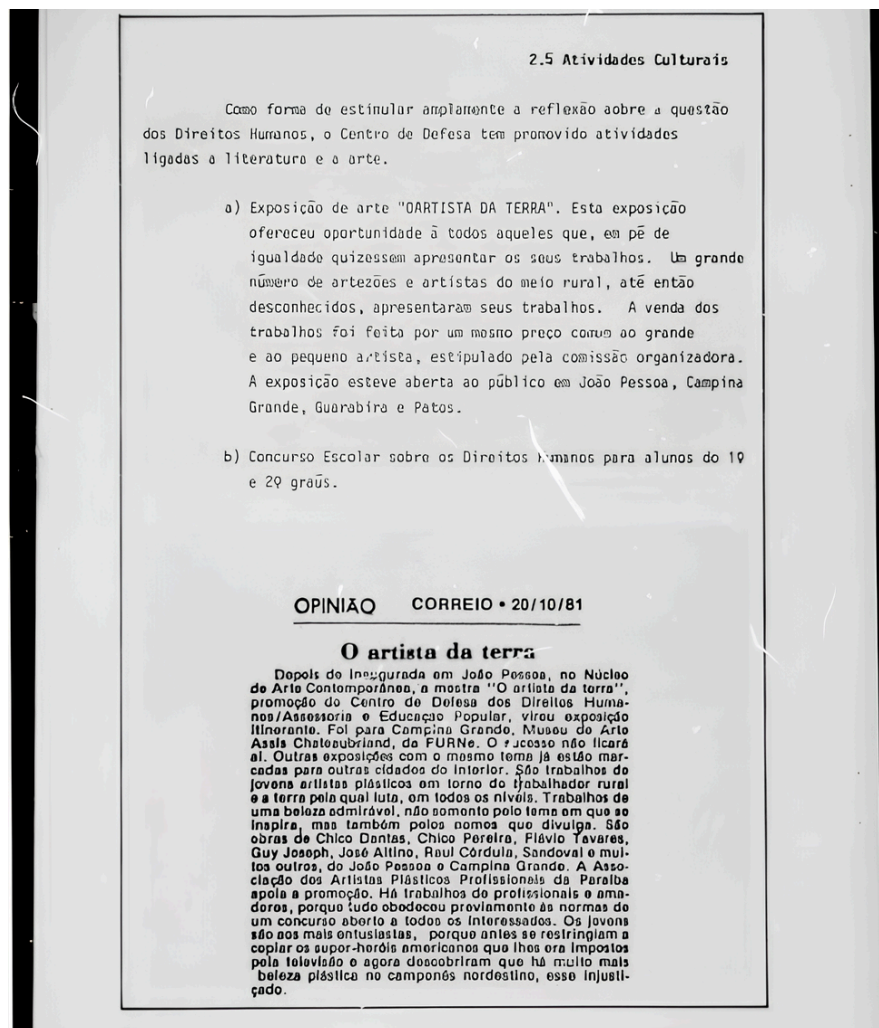 2.5 Atividades Culturais
Como forma de estimular amplamente a reflexão sobre a questão
dos Direitos Humanos, o Centro de Defesa tem promovido atividades
ligadas a literatura e a arte.
a) Exposição de arte "OARTISTA DA TERRA". Esta exposição
ofereceu oportunidade ã todos aqueles que, em pé de
igualdade quizessem apresentar os seus trabalhos. Um grande
número de artezões e artistas do meio rural, até então
desconhecidos, apresentaram seus trabalhos. A venda dos
trabalhos foi feita por um mesmo preço comum ao grande
e ao pequeno artista, estipulado pela comissão organizadora.
A exposição esteve aberta ao público em João Pessoa, Campina
Grande, Guarabira e Patos.
b) Concurso Escolar sobre os Direitos Humanos para alunos do 1º
e 2º graus.
OPINIÃO CORREIO • 20/10/81
O artista da terra
Depois de inaugurada em João Pessoa, no Núcleo
de Arte Contemporânea, a mostra "O artista da terra",
promoção do Centro de Defesa dos Direitos Huma-
nos/Assessoria e Educação Popular, virou exposição
itinerante. Foi para Campina Grande, Museu de Arte
Assis Chateaubriand, da FURNe. O sucesso não ficará
aí. Outras exposições com o mesmo tema já estão mar-
cadas para outras cidades do interior. São trabalhos de
jovens artistas plásticos em torno do trabalhador rural
e a terra pela qual luta, em todos os níveis. Trabalhos de
uma beleza admirável, não somente pelo tema em que se
inspira, mas também pelos nomes que divulga. São
obras de Chico Dantas, Chico Pereira, Flávio Tavares,
Guy Joseph, José Altino, Raul Córdula, Sandoval e mui-
tos outros, de João Pessoa e Campina Grande. A Asso-
ciação dos Artistas Plásticos Profissionais da Paraíba
apoia a promoção. Há trabalhos de profissionais e ama-
dores, porque tudo obedeceu previamente às normas de
um concurso aberto a todos os interessados. Os jovens
são aos mais entusiastas, porque antes se restringiam a
copiar os super-heróis americanos que lhes era impostos
pela televisão e agora descobriram que há muito mais
beleza plástica no camponês nordestino, esse injusti-
çado.